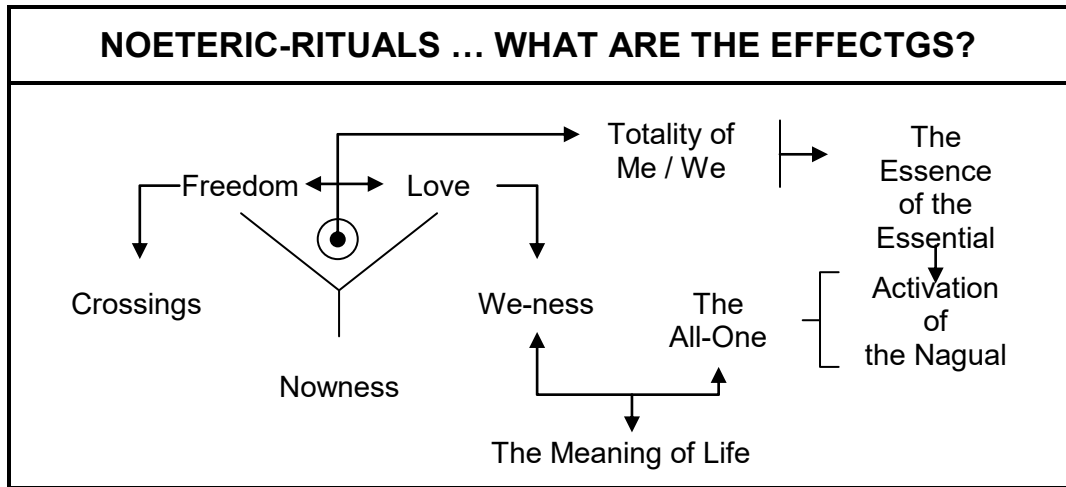 NOETERIC-RITUALS … WHAT ARE THE EFFECTGS?
Totality of
Me / We
The
Essence
of the
Essential
Freedom
Love
Crossings
We-ness
The
All-One
Activation
of
the Nagual
Nowness
The Meaning of Life